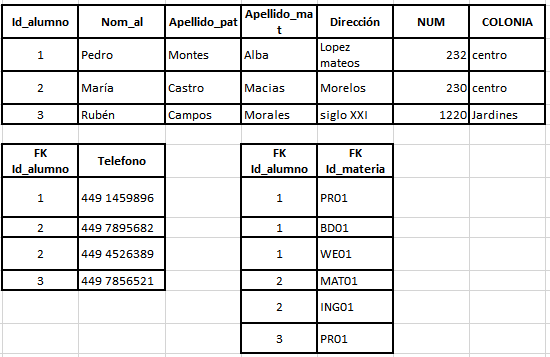 Id_alumno Nom_al Apellido_pat Apellido_ma
t Dirección NUM COLONIA
1 Pedro Montes Alba Lopez
mateos 232 centro
2 María Castro Macias Morelos 230 centro
3 Rubén Campos Morales siglo XXI 1220 Jardines
FK
Id_alumno Telefono
1 449 1459896
2 449 7895682
2 449 4526389
3 449 7856521
FK
Id_alumno FK
Id_materia
1 PR01
1 BD01
1 WE01
2 MAT01
2 ING01
3 PR01